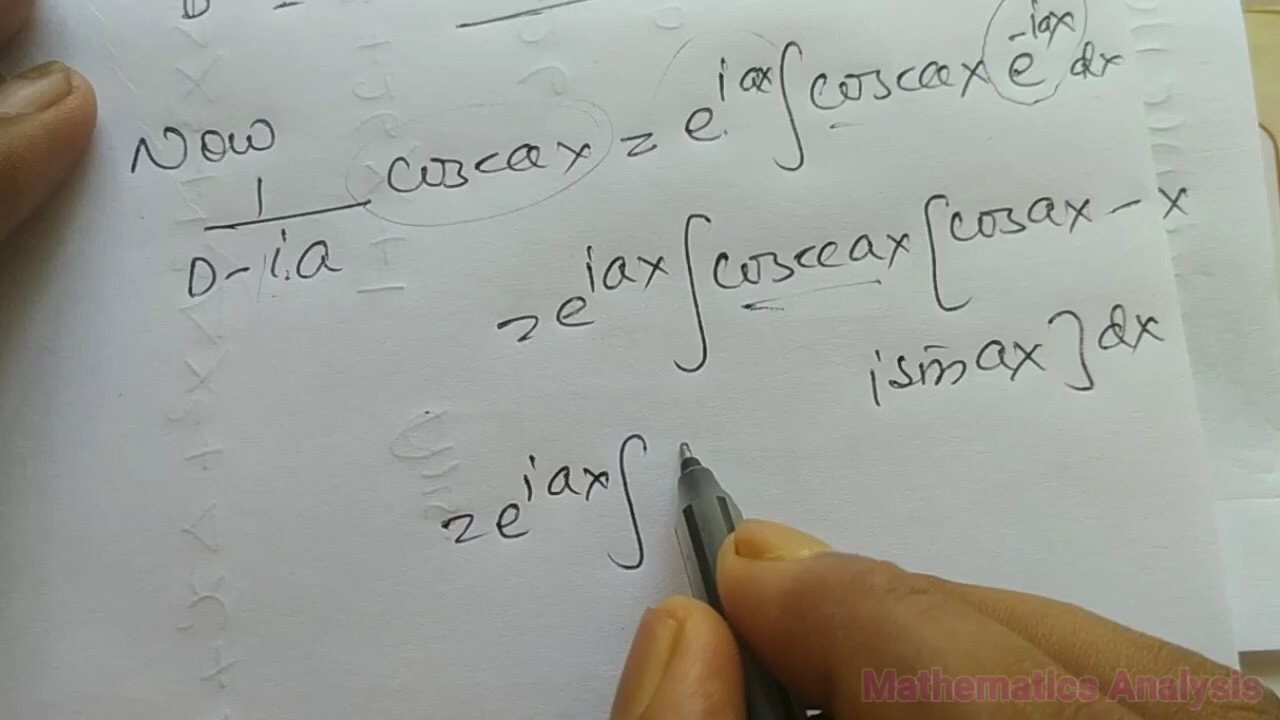 Now
1/(D-ia) cosec ax = e^{iax} ∫ cosec ax e^{-iax} dx
= e^{iax} ∫ cosec ax [cos ax - x
i sin ax] dx
= e^{iax} ∫
Mathematics Analysis